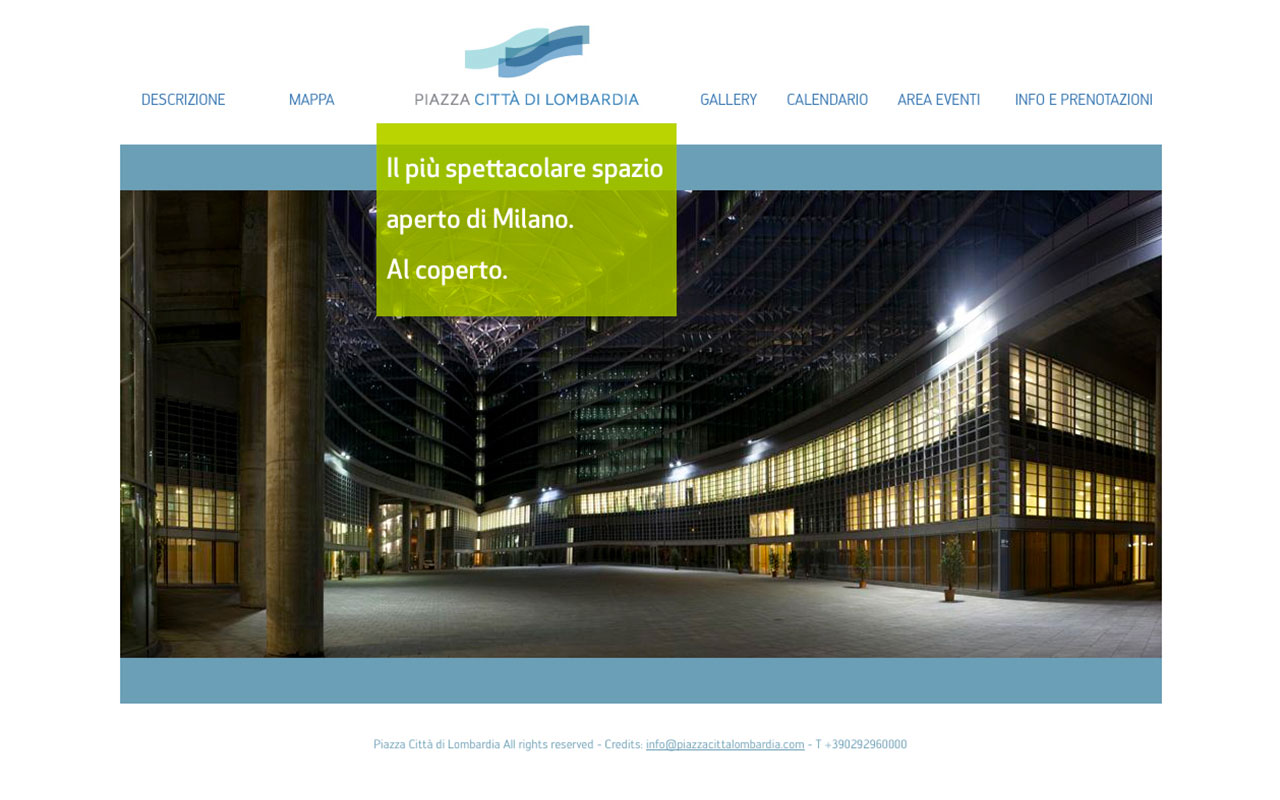 DESCRIZIONE
MAPPA
PIAZZA CITTÀ DI LOMBARDIA
GALLERY
CALENDARIO
AREA EVENTI
INFO E PRENOTAZIONI
Il più spettacolare spazio
aperto di Milano.
Al coperto.
Piazza Città di Lombardia All rights reserved - Credits: info@piazzacittalombardia.com - T +390292960000